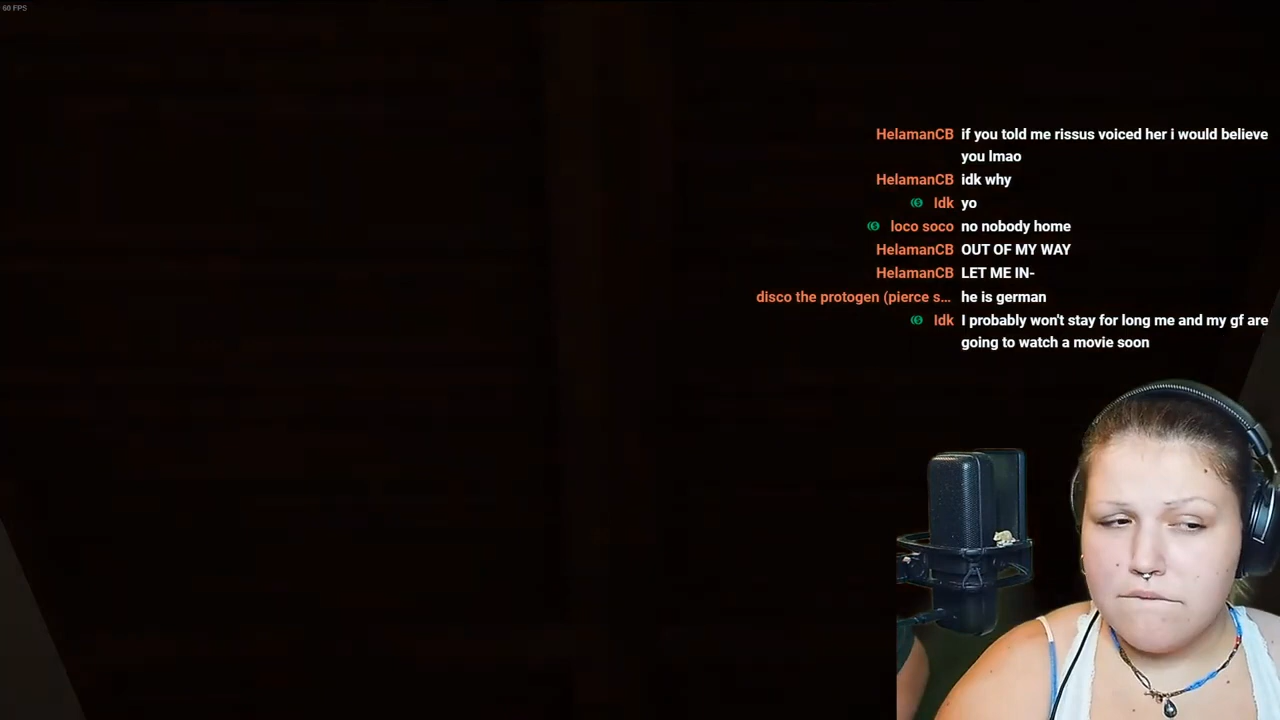 60 FPS
HelamanCB if you told me rissus voiced her i would believe
you lmao
HelamanCB idk why
Idk yo
loco soco no nobody home
HelamanCB OUT OF MY WAY
HelamanCB LET ME IN-
disco the protogen (pierce s... he is german
Idk I probably won't stay for long me and my gf are
going to watch a movie soon